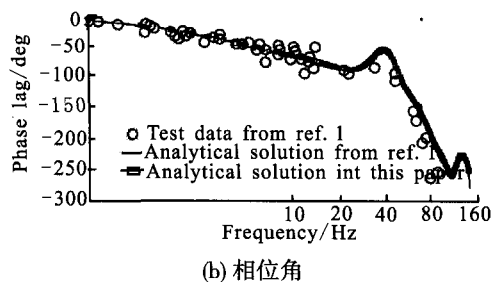 0
-50
-100
-150
-200
-250
-300
Phase lag/deg
Test data from ref. 1
Analytical solution from ref. 1
Analytical solution int this paper
10 20 40 80 160
Frequency/Hz
(b) 相位角